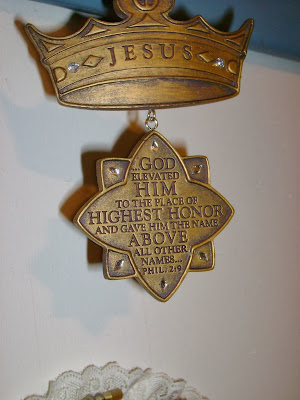 JESUS
...GOD
ELEVATED
HIM
TO THE PLACE OF
HIGHEST HONOR
AND GAVE HIM THE NAME
ABOVE
ALL OTHER
NAMES...
PHIL. 2:9